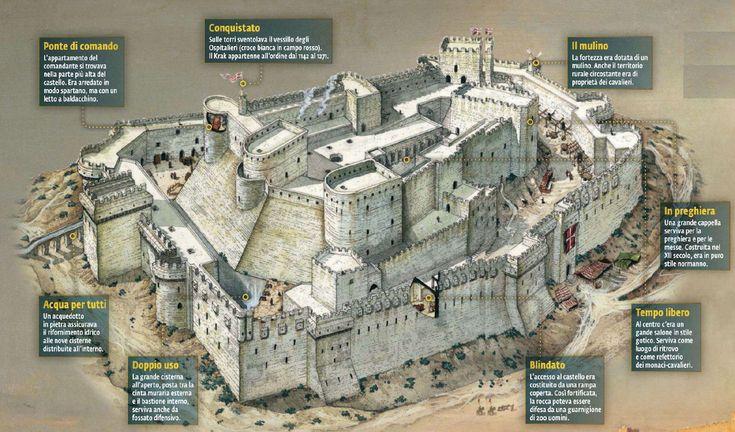 Ponte di comando
L'appartamento del
comandante si trovava
nella parte più alta del
castello. Era arredato in
modo spartano, ma con un
letto a baldacchino.
Conquistato
Sulle torri sventolava il vessillo degli
Ospitalieri (croce bianca in campo rosso).
Il Krak appartenne all'ordine dal 1142 al 1271.
Il mulino
La fortezza era dotata di un
mulino. Anche il territorio
rurale circostante era di
proprietà dei cavalieri.
In preghiera
Una grande cappella
serviva per la
preghiera e per le
messe. Costruita nel
XII secolo, era in puro
stile normanno.
Acqua per tutti
Un acquedotto
in pietra assicurava
il rifornimento idrico
alle nove cisterne
distribuite all'interno.
Doppio uso
La grande cisterna
all'aperto, posta tra la
cinta muraria esterna
e il bastione interno,
serviva anche da
fossato difensivo.
Blindato
L'accesso al castello era
costituito da una rampa
coperta. Così fortificata,
la rocca poteva essere
difesa da una guarnigione
di 200 uomini.
Tempo libero
Al centro c'era un
gande salone in stile
gotico. Serviva come
luogo di ritrovo
e come refettorio
dei monaci-cavalieri.